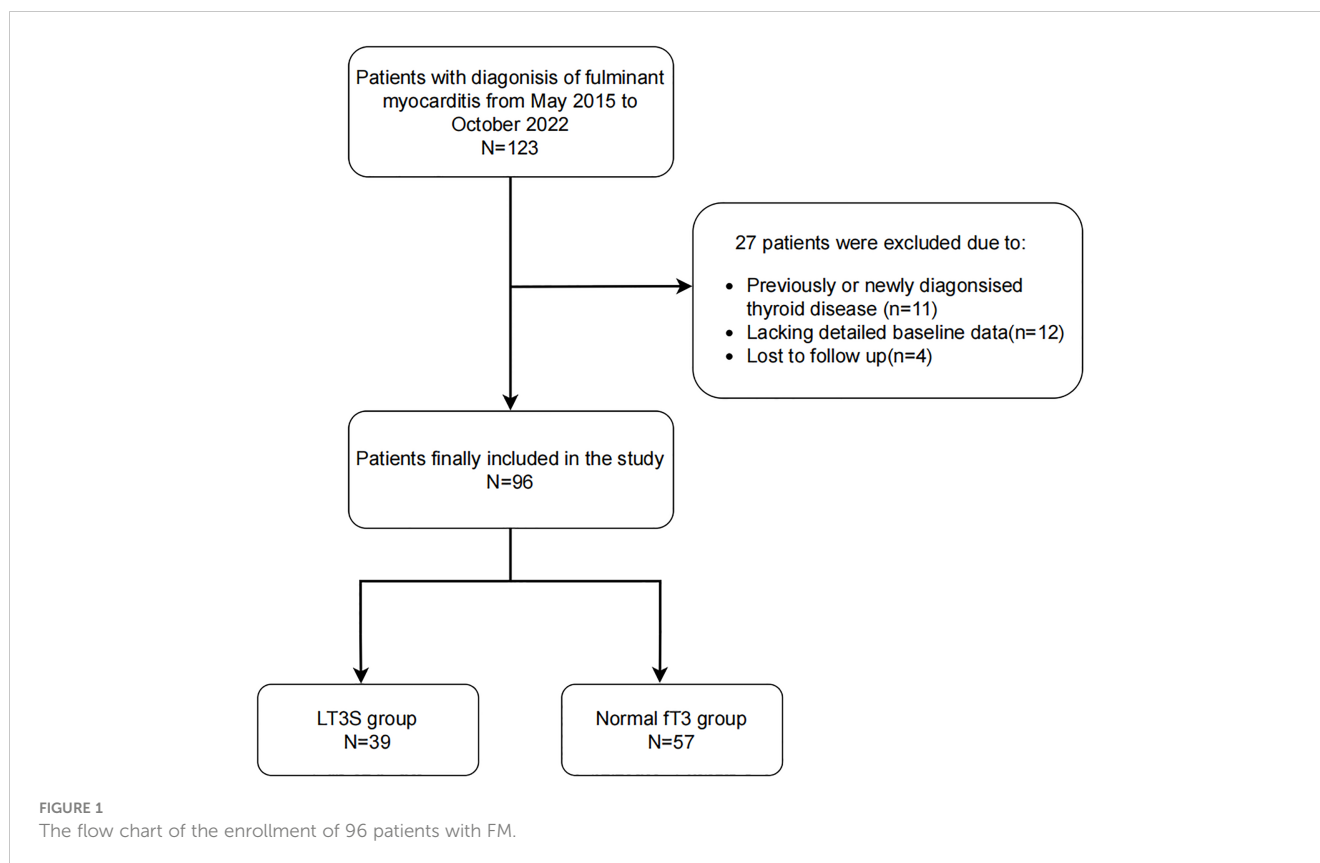 Patients with diagonisis of fulminant
myocarditis from May 2015 to
October 2022
N=123
27 patients were excluded due to:
• Previously or newly diagonsised
thyroid disease (n=11)
• Lacking detailed baseline data(n=12)
• Lost to follow up(n=4)
Patients finally included in the study
N=96
LT3S group
N=39
Normal fT3 group
N=57
FIGURE 1
The flow chart of the enrollment of 96 patients with FM.